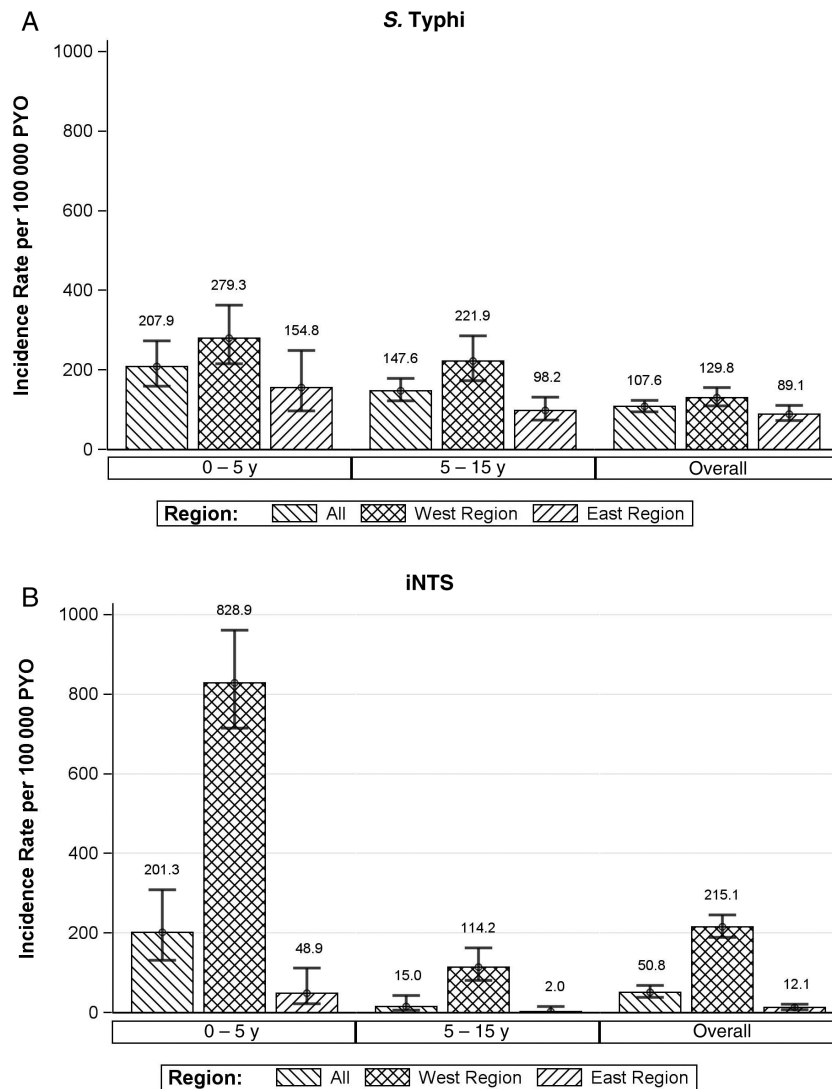 A
S. Typhi
Incidence Rate per 100 000 PYO
1000
800
600
400
200
0
207.9
279.3
154.8
147.6
221.9
98.2
107.6
129.8
89.1
0 – 5 y
5 – 15 y
Overall
Region: All West Region East Region
B
iNTS
Incidence Rate per 100 000 PYO
1000
800
600
400
200
0
201.3
828.9
48.9
15.0
114.2
2.0
50.8
215.1
12.1
0 – 5 y
5 – 15 y
Overall
Region: All West Region East Region